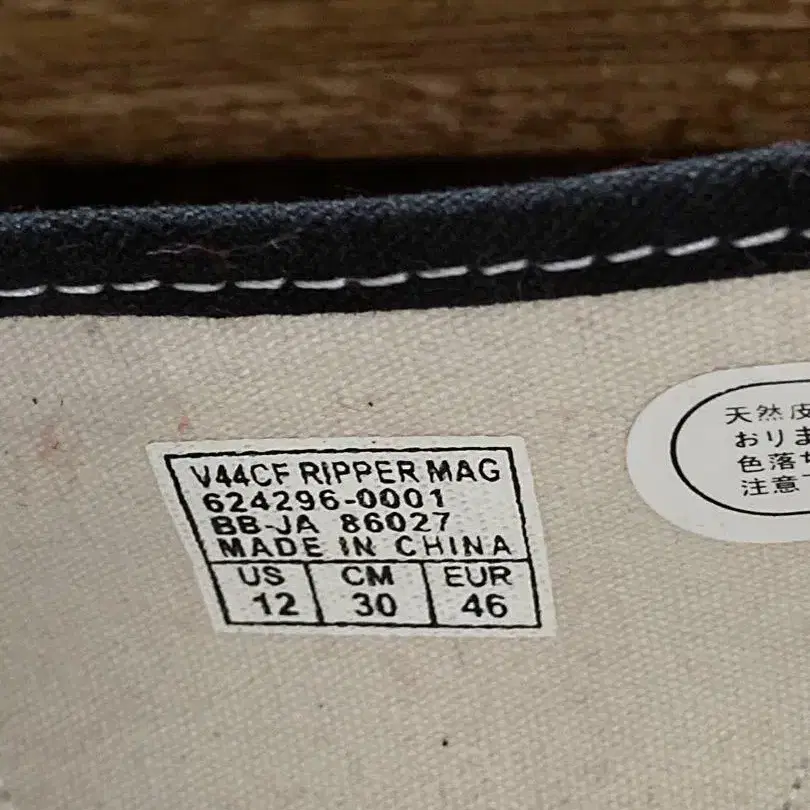 V44CF RIPPER MAG
624296-0001
BB-JA 86027
MADE IN CHINA
US CM EUR
12 30 46
天然皮
おりま
色落ち
注意